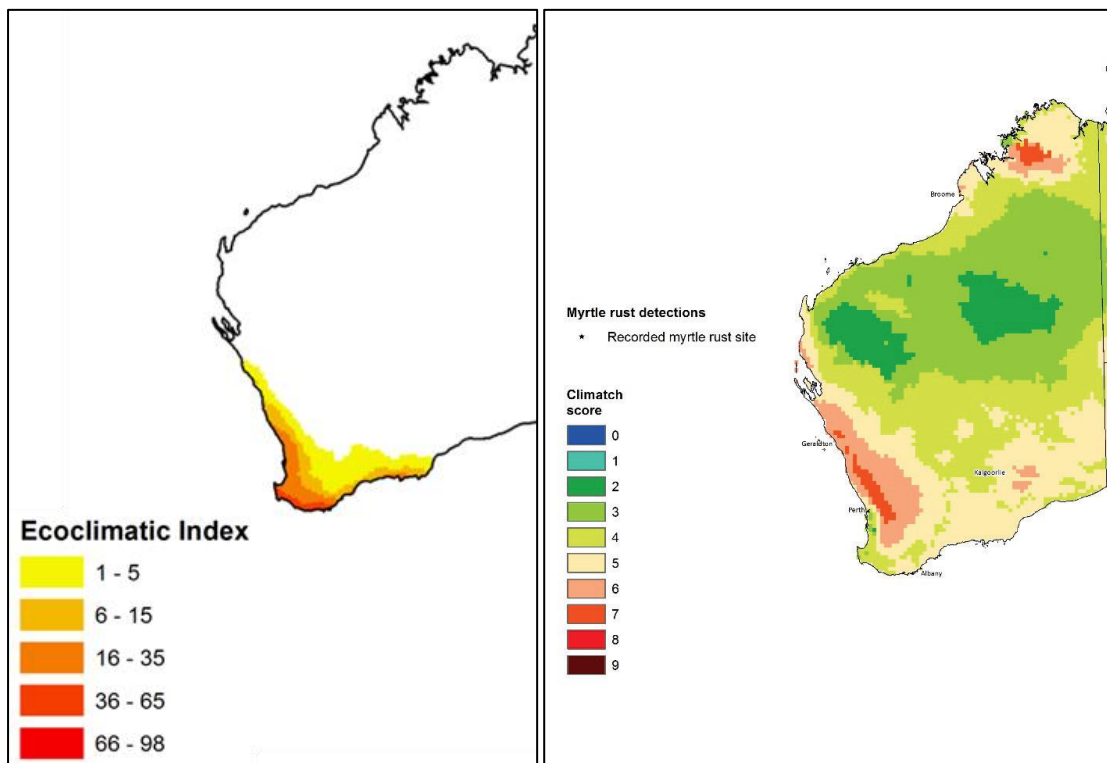 Ecoclimatic Index
1 - 5
6 - 15
16 - 35
36 - 65
66 - 98
Broome
Myrtle rust detections
Recorded myrtle rust site
Climatch
score
0
1
2
3
4
5
6
7
8
9
Geraldton
Kalgoorlie
Perth
Albany